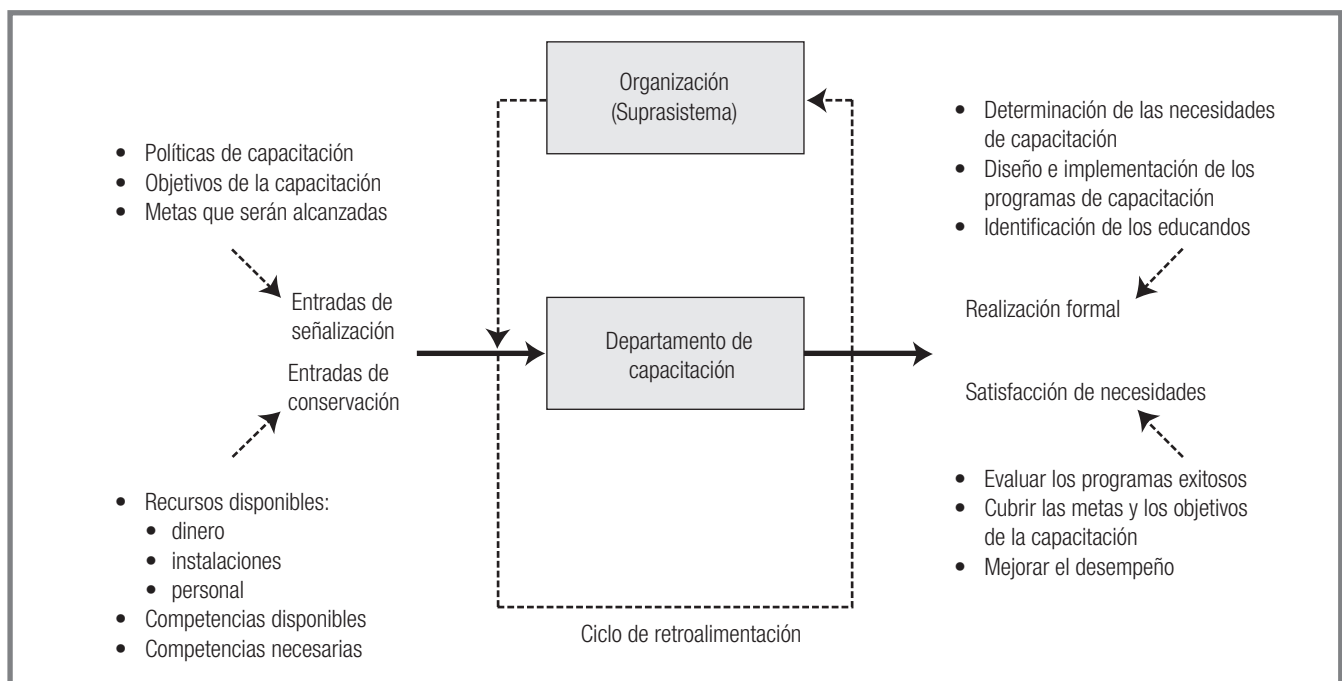 Organización
(Suprasistema)
• Políticas de capacitación
• Objetivos de la capacitación
• Metas que serán alcanzadas
Entradas de
señalización
Entradas de
conservación
• Recursos disponibles:
• dinero
• instalaciones
• personal
• Competencias disponibles
• Competencias necesarias
Departamento de
capacitación
Ciclo de retroalimentación
• Determinación de las necesidades
de capacitación
• Diseño e implementación de los
programas de capacitación
• Identificación de los educandos
Realización formal
Satisfacción de necesidades
• Evaluar los programas exitosos
• Cubrir las metas y los objetivos
de la capacitación
• Mejorar el desempeño